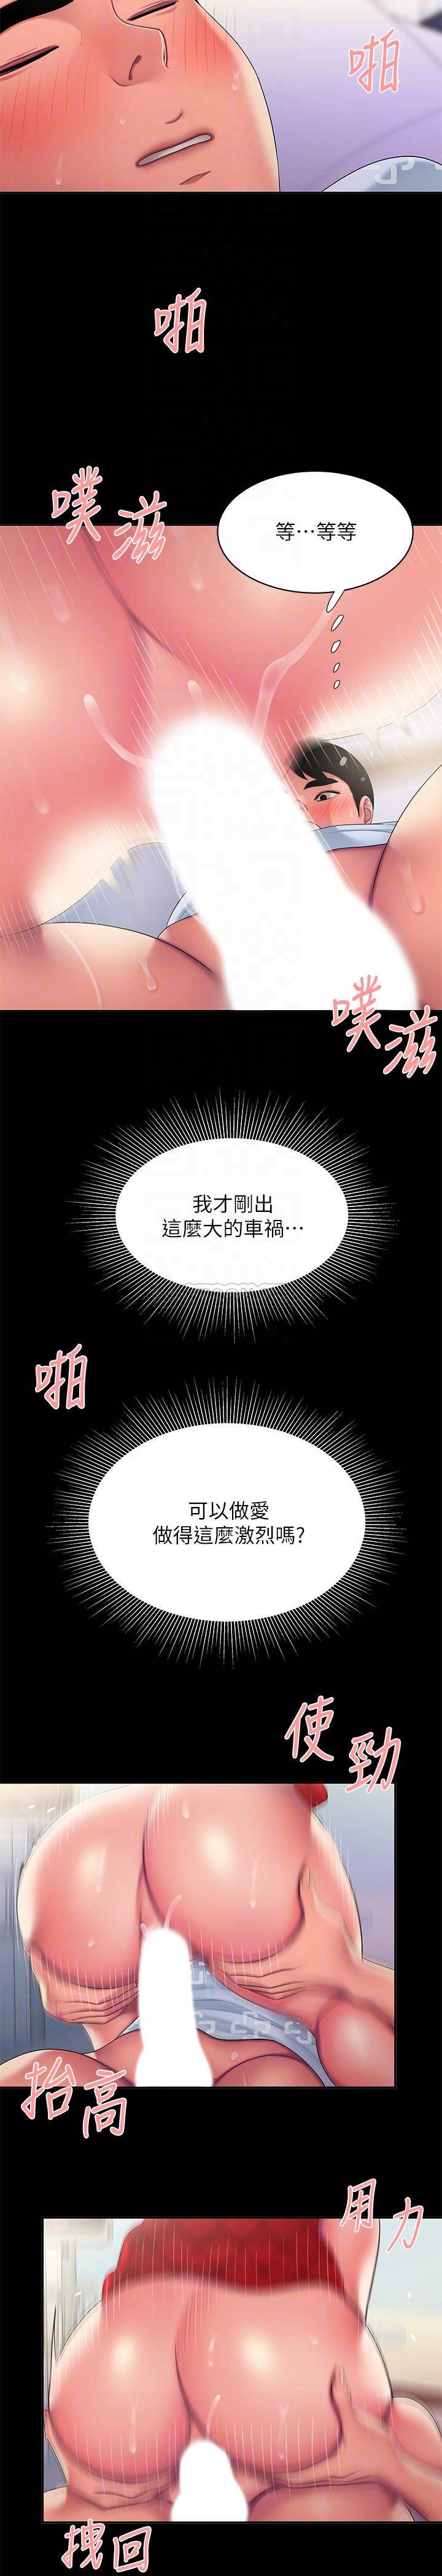 啪
啪
噗滋
等…等等
噗滋
我才剛出
這麼大的車禍…
啪
可以做愛
做得這麼激烈嗎?
使勁
抬高
用力
拽回